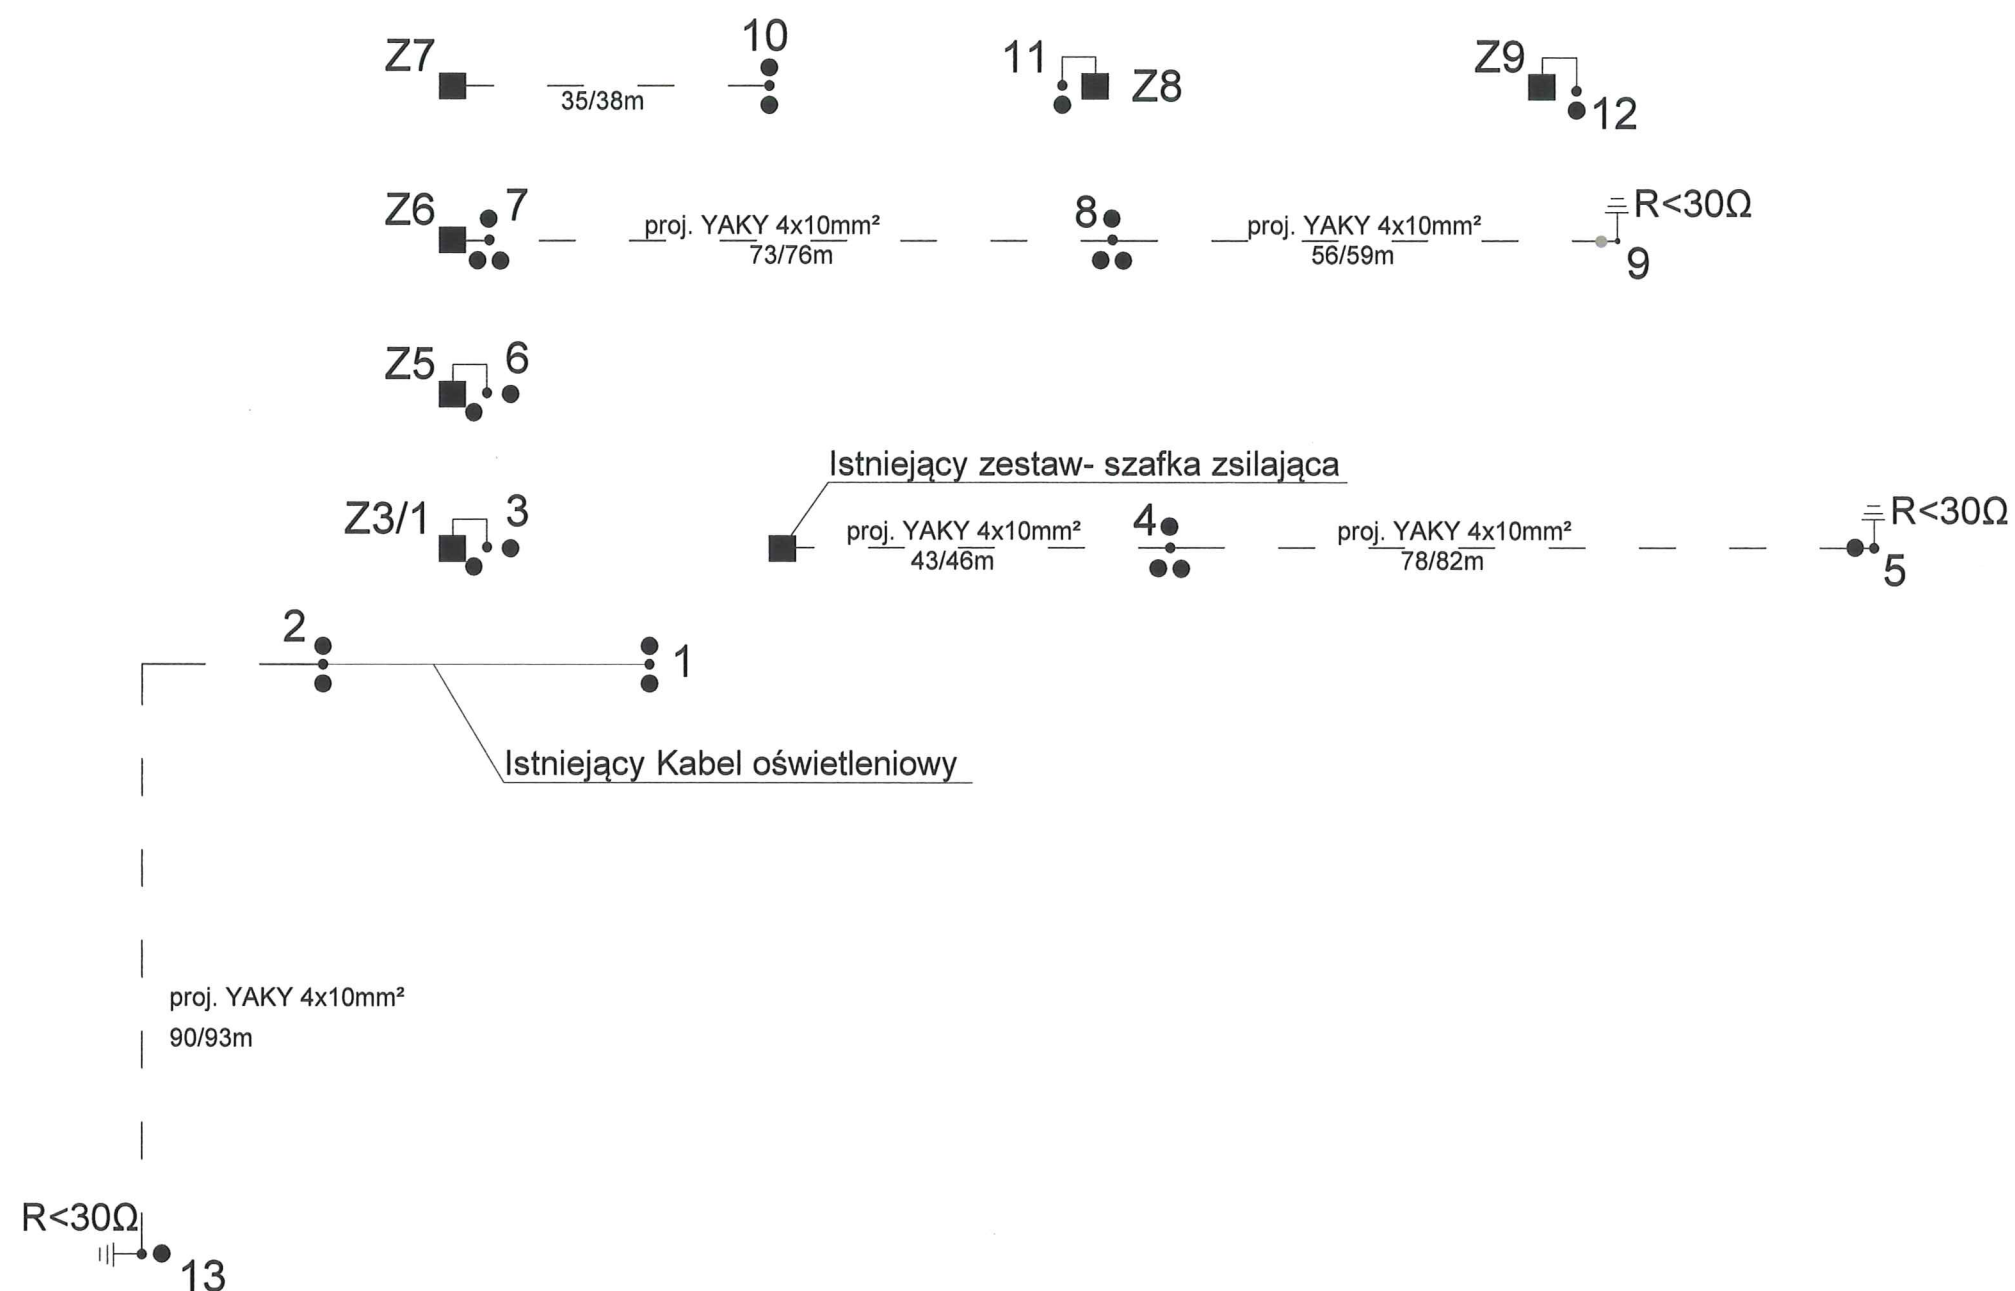 Z7
10
35/38m
11
Z8
Z9
12
Z6
7
proj. YAKY 4x10mm²
73/76m
8
proj. YAKY 4x10mm²
56/59m
R<30Ω
9
Z5
6
Istniejący zestaw- szafka zsilająca
Z3/1
3
proj. YAKY 4x10mm²
43/46m
4
proj. YAKY 4x10mm²
78/82m
R<30Ω
5
2
1
Istniejący Kabel oświetleniowy
proj. YAKY 4x10mm²
90/93m
R<30Ω
13